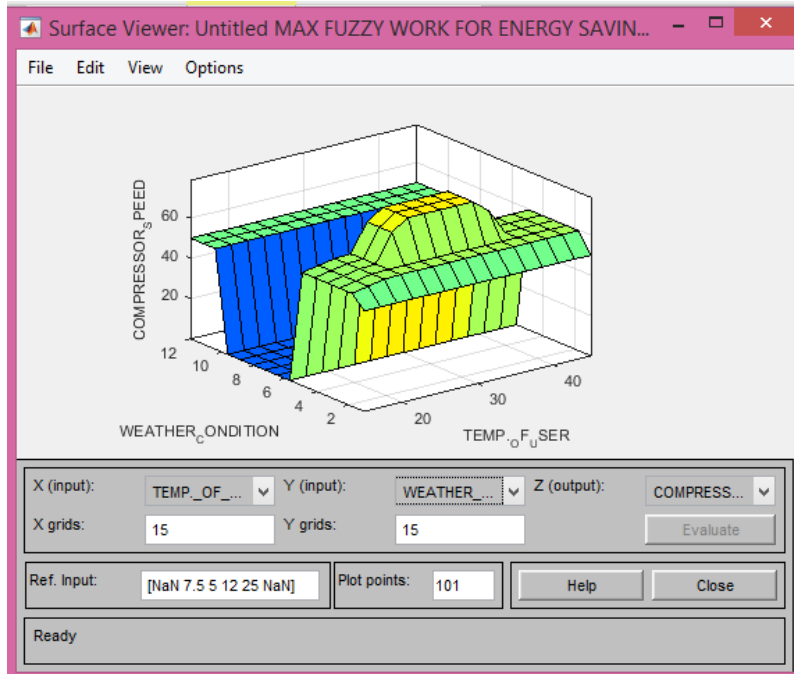 Surface Viewer: Untitled MAX FUZZY WORK FOR ENERGY SAVIN...
File Edit View Options
COMPRESSOR_SPEED
60
40
20
12
10
8
6
4
2
20
30
40
WEATHER_CONDITION
TEMP._OF_USER
X (input): TEMP._OF_... Y (input): WEATHER_... Z (output): COMPRESS...
X grids: 15 Y grids: 15 Evaluate
Ref. Input: [NaN 7.5 5 12 25 NaN] Plot points: 101 Help Close
Ready